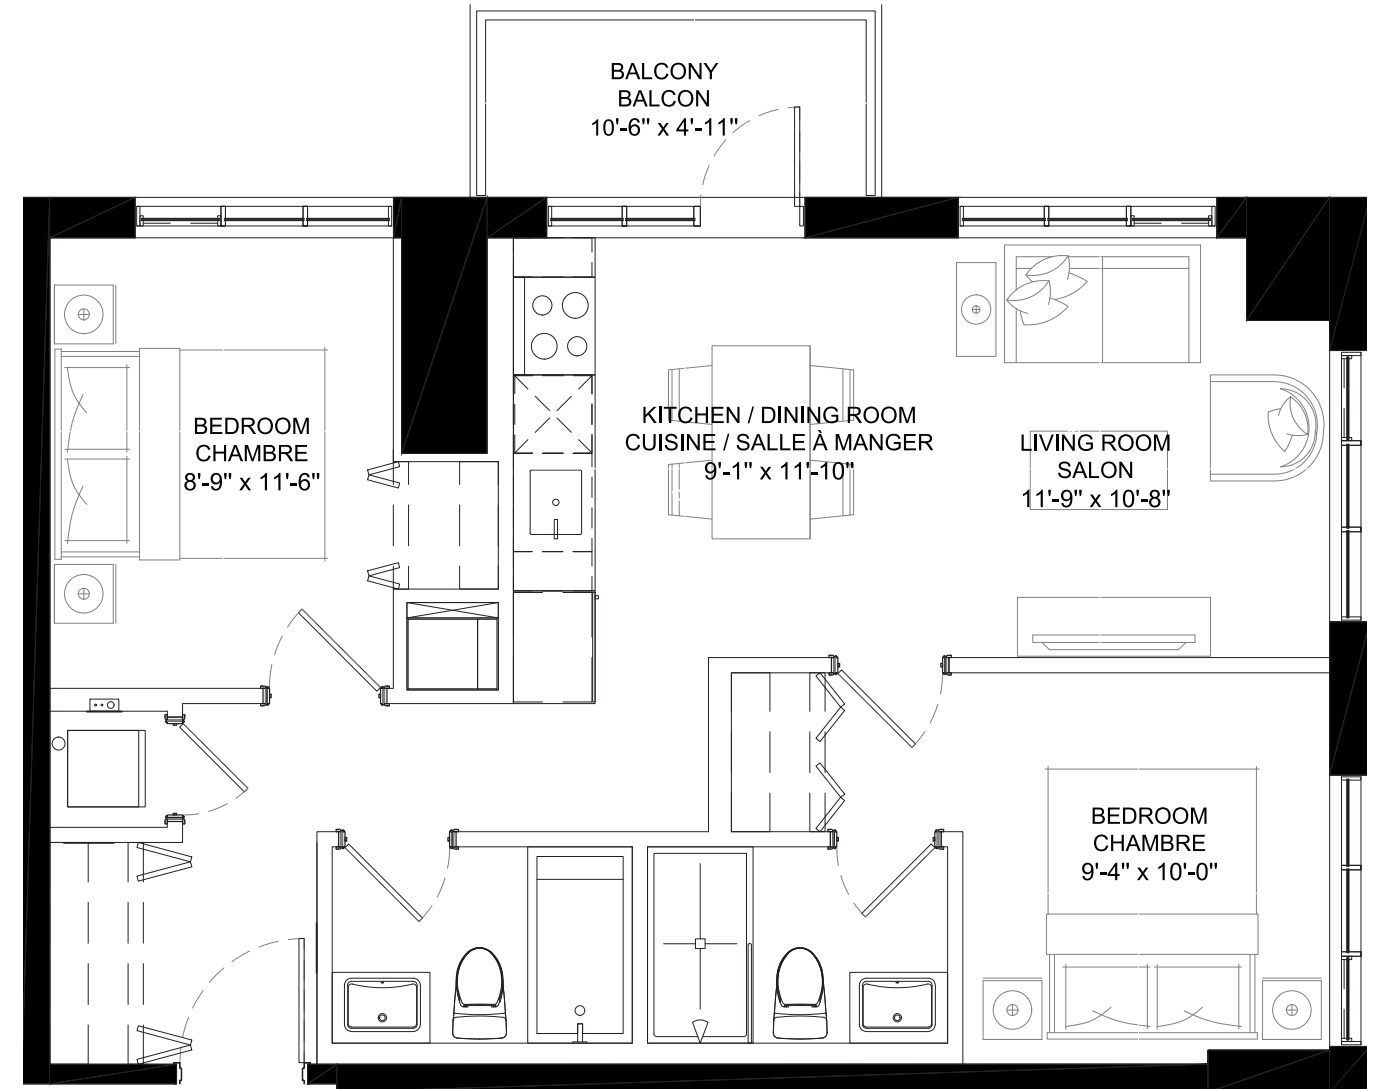 BALCONY
BALCON
10'-6" x 4'-11"
BEDROOM
CHAMBRE
8'-9" x 11'-6"
KITCHEN / DINING ROOM
CUISINE / SALLE À MANGER
9'-1" x 11'-10"
LIVING ROOM
SALON
11'-9" x 10'-8"
BEDROOM
CHAMBRE
9'-4" x 10'-0"